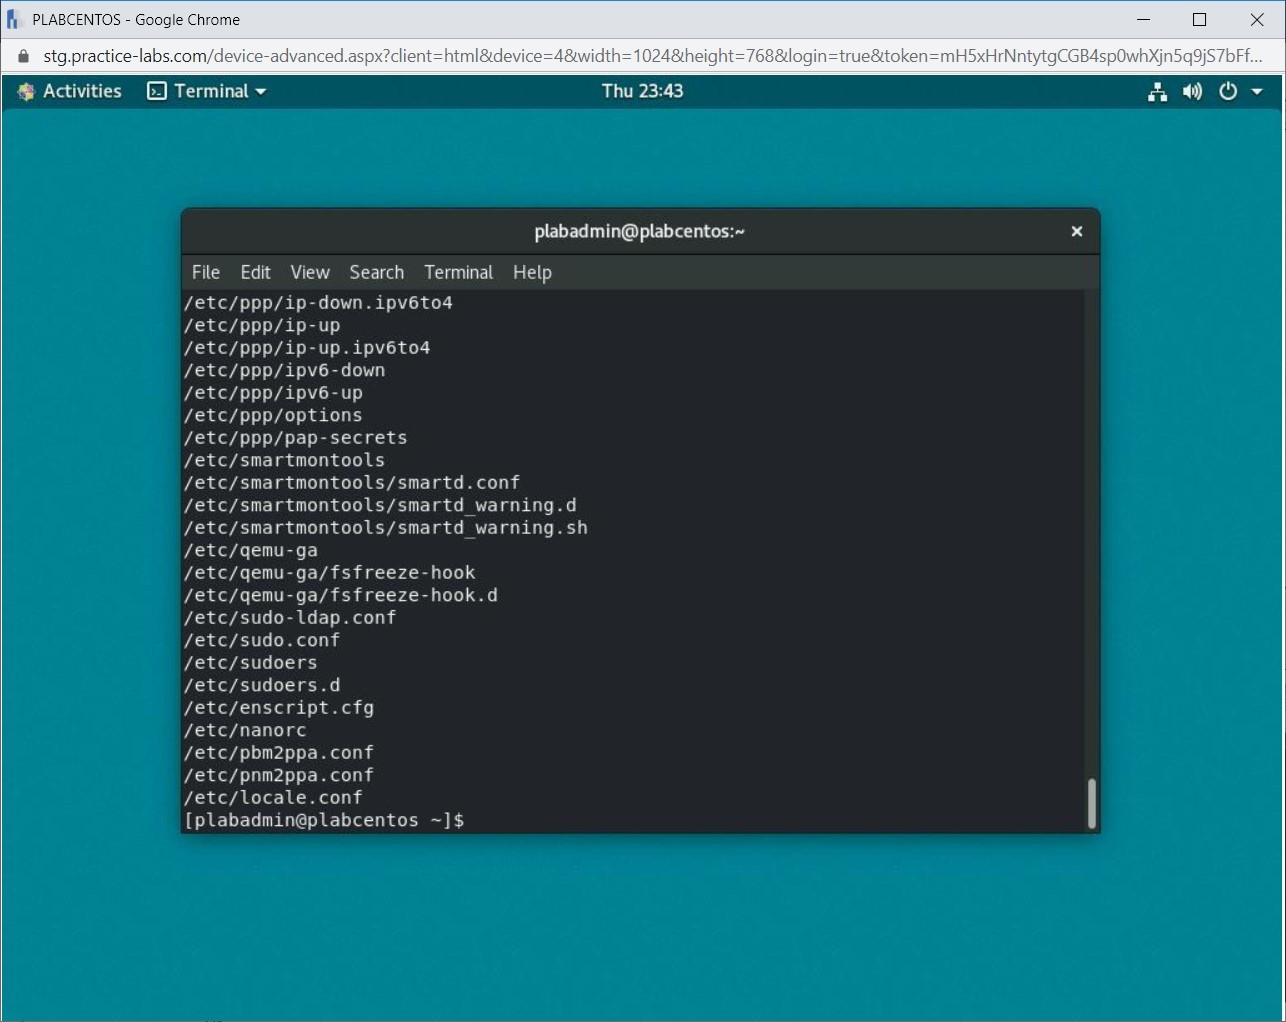 PLABCENTOS - Google Chrome
stg.practice-labs.com/device-advanced.aspx?client=html&device=4&width=1024&height=768&login=true&token=mH5xHrNntytgCGB4sp0whXjn5q9jS7bFf...
Activities Terminal Thu 23:43
plabadmin@plabcentos:~
File Edit View Search Terminal Help
/etc/ppp/ip-down.ipv6to4
/etc/ppp/ip-up
/etc/ppp/ip-up.ipv6to4
/etc/ppp/ipv6-down
/etc/ppp/ipv6-up
/etc/ppp/options
/etc/ppp/pap-secrets
/etc/smartmontools
/etc/smartmontools/smartd.conf
/etc/smartmontools/smartd_warning.d
/etc/smartmontools/smartd_warning.sh
/etc/qemu-ga
/etc/qemu-ga/fsfreeze-hook
/etc/qemu-ga/fsfreeze-hook.d
/etc/sudo-ldap.conf
/etc/sudo.conf
/etc/sudoers
/etc/sudoers.d
/etc/enscript.cfg
/etc/nanorc
/etc/pbm2ppa.conf
/etc/pnm2ppa.conf
/etc/locale.conf
[plabadmin@plabcentos ~]$